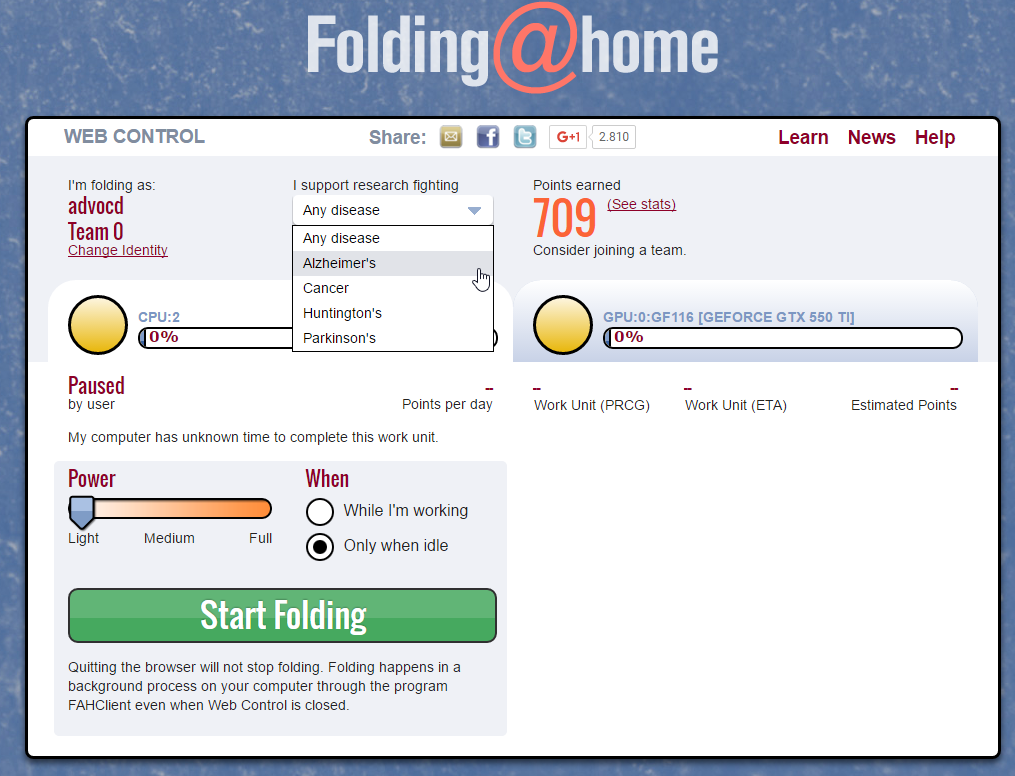 Folding@home
WEB CONTROL
Share:
G+1
2.810
Learn
News
Help
I'm folding as:
advocd
Team 0
Change Identity
I support research fighting
Any disease
Any disease
Alzheimer's
Cancer
Huntington's
Parkinson's
Points earned
709
(See stats)
Consider joining a team.
CPU:2
0%
GPU:0:GF116 [GEFORCE GTX 550 TI]
0%
Paused
by user
--
Points per day
--
Work Unit (PRCG)
--
Work Unit (ETA)
--
Estimated Points
My computer has unknown time to complete this work unit.
Power
Light
Medium
Full
When
While I'm working
Only when idle
Start Folding
Quitting the browser will not stop folding. Folding happens in a
background process on your computer through the program
FAHClient even when Web Control is closed.